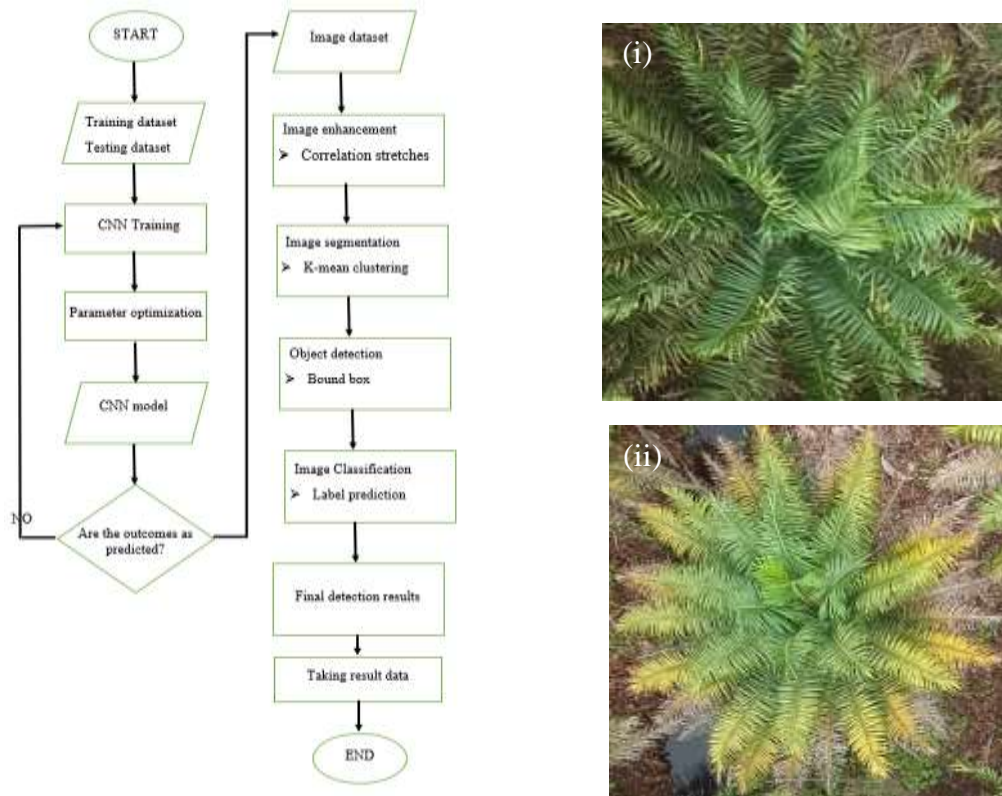 START
Training dataset
Testing dataset
CNN Training
Parameter optimization
CNN model
Are the outcomes as
predicted?
NO
Image dataset
Image enhancement
➢ Correlation stretches
Image segmentation
➢ K-mean clustering
Object detection
➢ Bound box
Image Classification
➢ Label prediction
Final detection results
Taking result data
END
(i)
(ii)